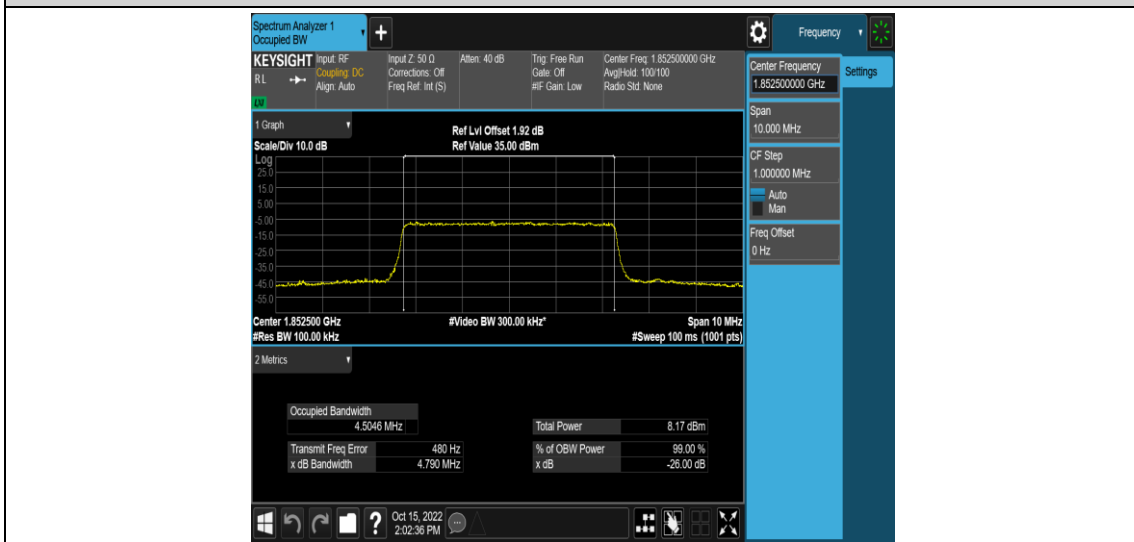 Spectrum Analyzer 1
Occupied BW
+
Frequency
KEYSIGHT
RL
Input: RF
Coupling: DC
Align: Auto
Input Z: 50 Ω
Corrections: Off
Freq Ref: Int (S)
Atten: 40 dB
Trig: Free Run
Gate: Off
#IF Gain: Low
Center Freq: 1.852500000 GHz
Avg|Hold: 100/100
Radio Std: None
Center Frequency
1.852500000 GHz
Settings
Span
10.000 MHz
CF Step
1.000000 MHz
Auto
Man
Freq Offset
0 Hz
1 Graph
Scale/Div 10.0 dB
Ref Lvl Offset 1.92 dB
Ref Value 35.00 dBm
Log
25.0
15.0
5.00
-5.00
-15.0
-25.0
-35.0
-45.0
-55.0
Center 1.852500 GHz
#Video BW 300.00 kHz*
Span 10 MHz
#Res BW 100.00 kHz
#Sweep 100 ms (1001 pts)
2 Metrics
Occupied Bandwidth
4.5046 MHz
Total Power 8.17 dBm
Transmit Freq Error 480 Hz
% of OBW Power 99.00 %
x dB Bandwidth 4.790 MHz
x dB -26.00 dB
?
Oct 15, 2022
2:02:36 PM